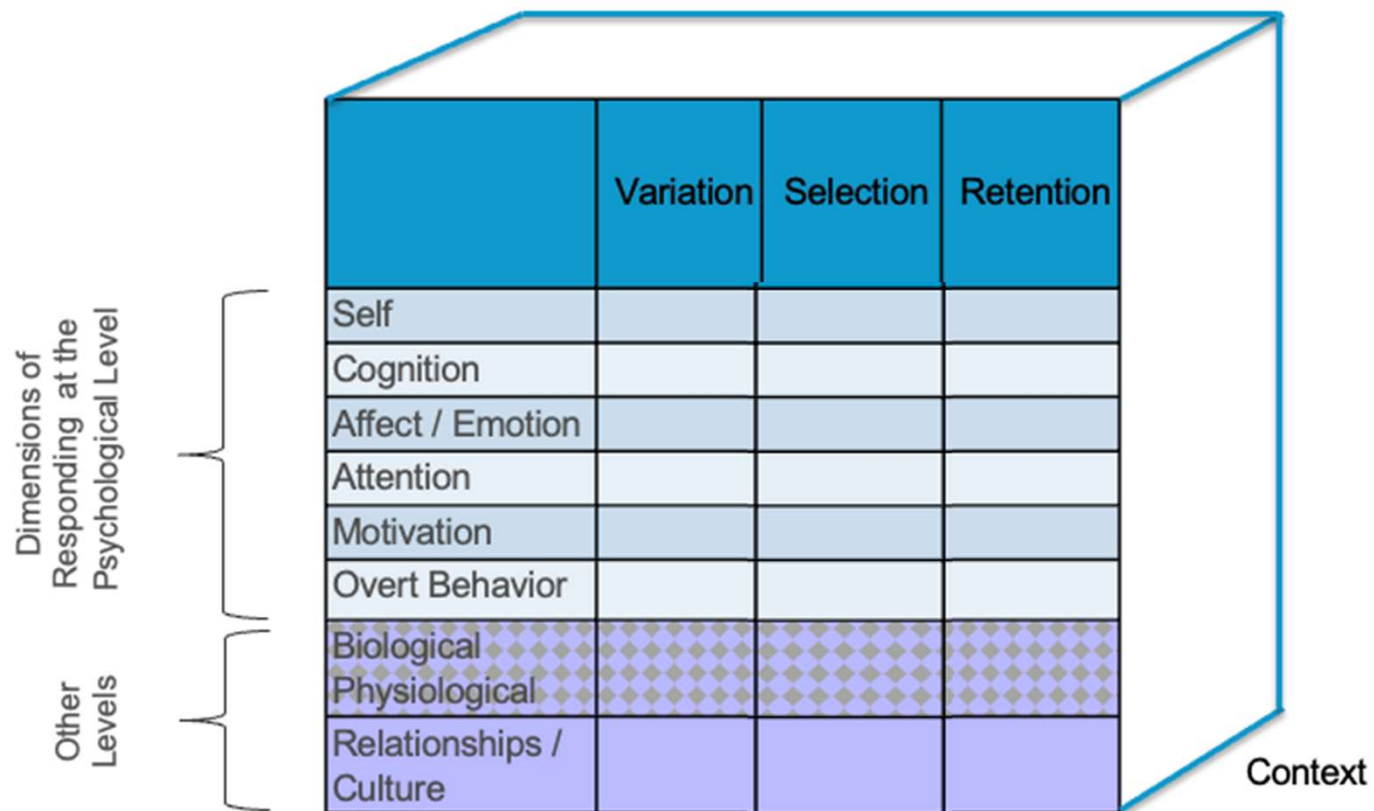 Variation Selection Retention
Dimensions of
Responding at the
Psychological Level
Self
Cognition
Affect / Emotion
Attention
Motivation
Overt Behavior
Other
Levels
Biological
Physiological
Relationships /
Culture
Context